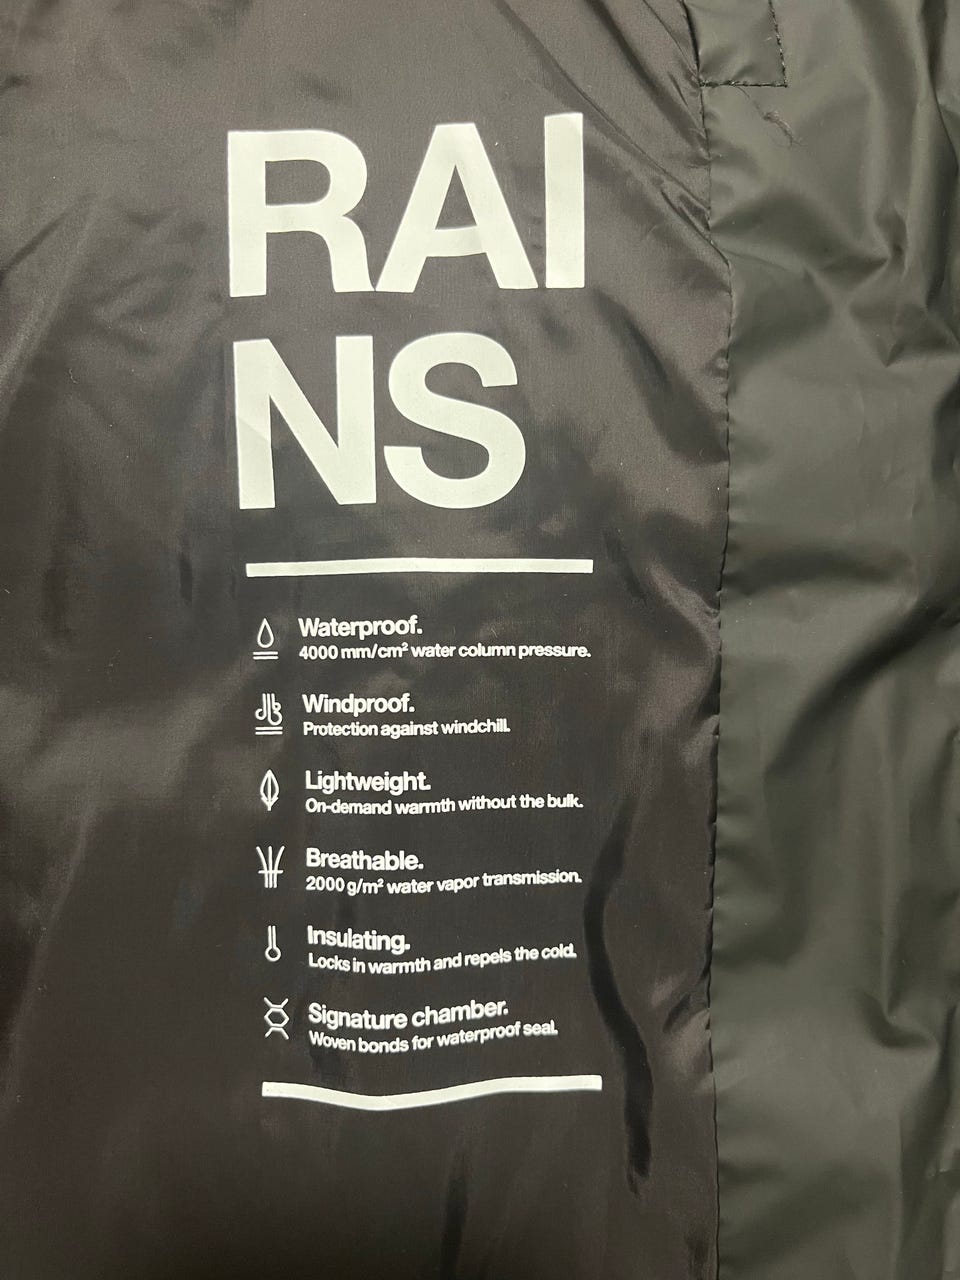 RAI
NS
Waterproof.
4000 mm/cm² water column pressure.
Windproof.
Protection against windchill.
Lightweight.
On-demand warmth without the bulk.
Breathable.
2000 g/m² water vapor transmission.
Insulating.
Locks in warmth and repels the cold.
Signature chamber.
Woven bonds for waterproof seal.